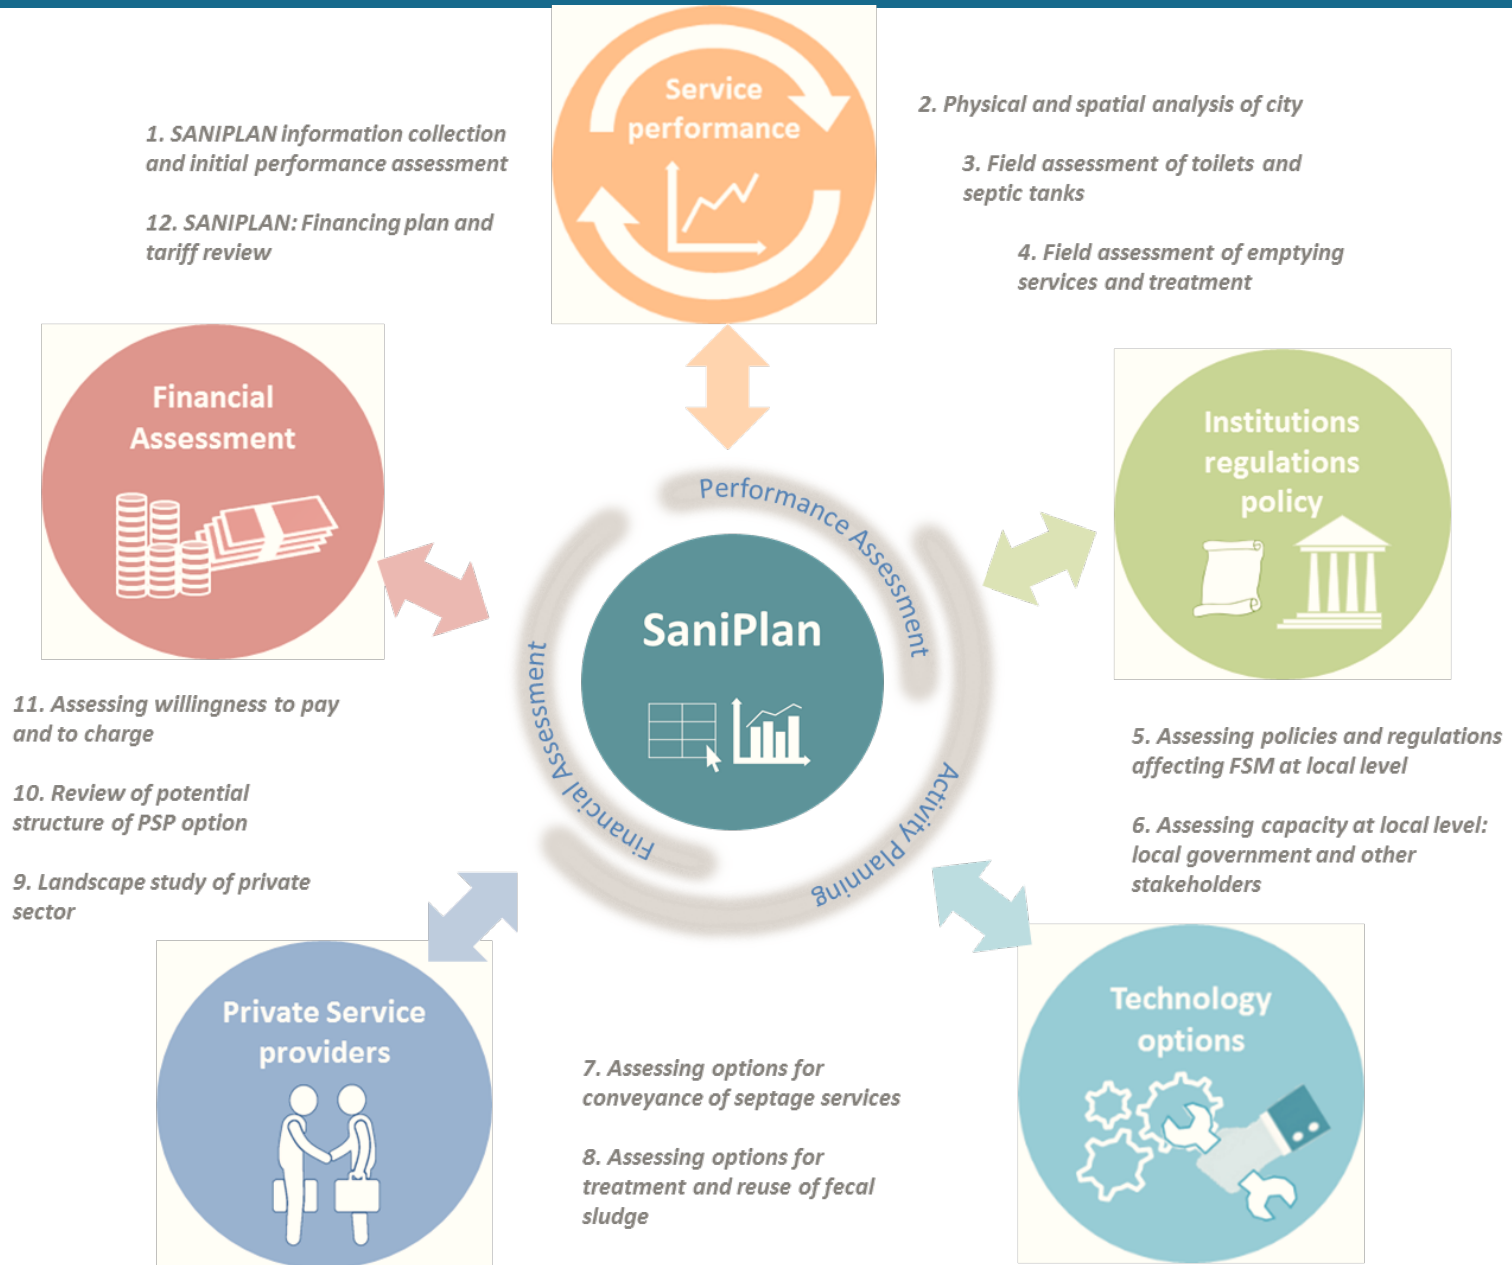 Service
performance
1. SANIPLAN information collection
and initial performance assessment
12. SANIPLAN: Financing plan and
tariff review
2. Physical and spatial analysis of city
3. Field assessment of toilets and
septic tanks
4. Field assessment of emptying
services and treatment
Financial
Assessment
Institutions
regulations
policy
Performance Assessment
SaniPlan
Financial Assessment
Activity Planning
11. Assessing willingness to pay
and to charge
10. Review of potential
structure of PSP option
9. Landscape study of private
sector
5. Assessing policies and regulations
affecting FSM at local level
6. Assessing capacity at local level:
local government and other
stakeholders
Private Service
providers
7. Assessing options for
conveyance of septage services
8. Assessing options for
treatment and reuse of fecal
sludge
Technology
options